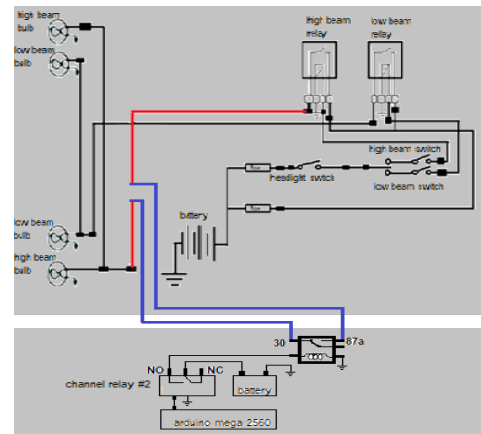 high beam
bulb
low beam
bulb
high beam
relay
low beam
relay
high beam switch
headlight swtch
low beam switch
battery
low beam
bulb
high beam
bulb
30
87a
NO
NC
channel relay #2
battery
arduino mega 2560